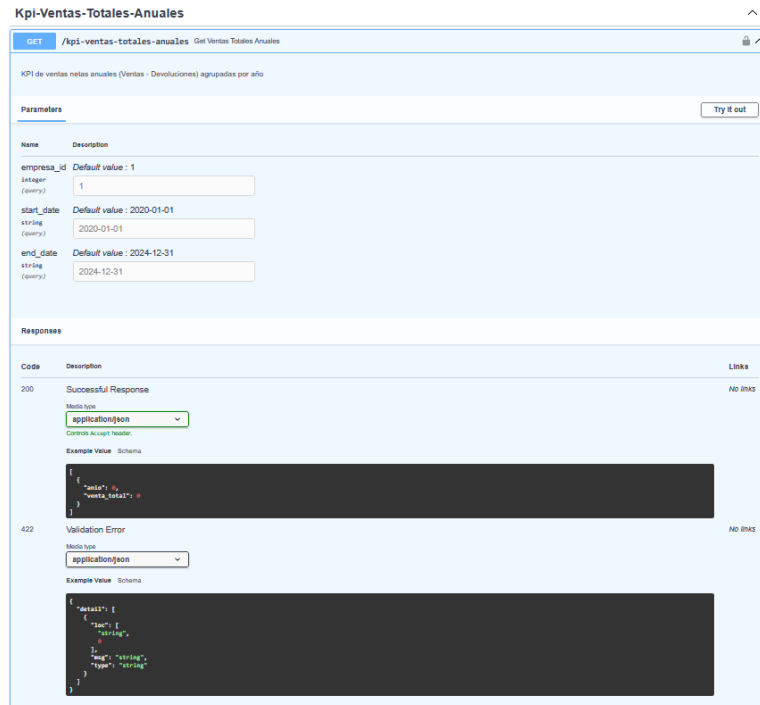 Kpi-Ventas-Totales-Anuales
GET /kpi-ventas-totales-anuales Get Ventas Totales Anuales
KPI de ventas netas anuales (Ventas - Devoluciones) agrupadas por año
Parameters
Try it out
Name Description
empresa_id Default value : 1
integer
(query)
1
start_date Default value : 2020-01-01
string
(query)
2020-01-01
end_date Default value : 2024-12-31
string
(query)
2024-12-31
Responses
Code Description Links
200 Successful Response No links
Media type
application/json
Controls Accept header.
Example Value Schema
[
{
"anio": 0,
"venta_total": 0
}
]
422 Validation Error No links
Media type
application/json
Example Value Schema
{
"detail": [
{
"loc": [
"string",
0
],
"msg": "string",
"type": "string"
}
]
}